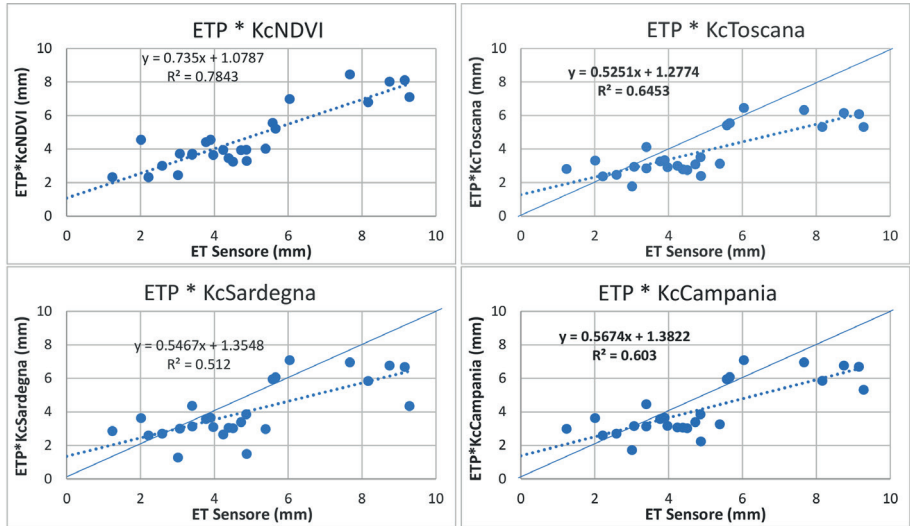 ETP * KcNDVI
y = 0.735x + 1.0787
R² = 0.7843
ETP*KcNDVI (mm)
10
8
6
4
2
0
0 2 4 6 8 10
ET Sensore (mm)
ETP * KcToscana
y = 0.5251x + 1.2774
R² = 0.6453
ETP*KcToscana (mm)
10
8
6
4
2
0
0 2 4 6 8 10
ET Sensore (mm)
ETP * KcSardegna
y = 0.5467x + 1.3548
R² = 0.512
ETP*KcSardegna (mm)
10
8
6
4
2
0
0 2 4 6 8 10
ET Sensore (mm)
ETP * KcCampania
y = 0.5674x + 1.3822
R² = 0.603
ETP*KcCampania (mm)
10
8
6
4
2
0
0 2 4 6 8 10
ET Sensore (mm)